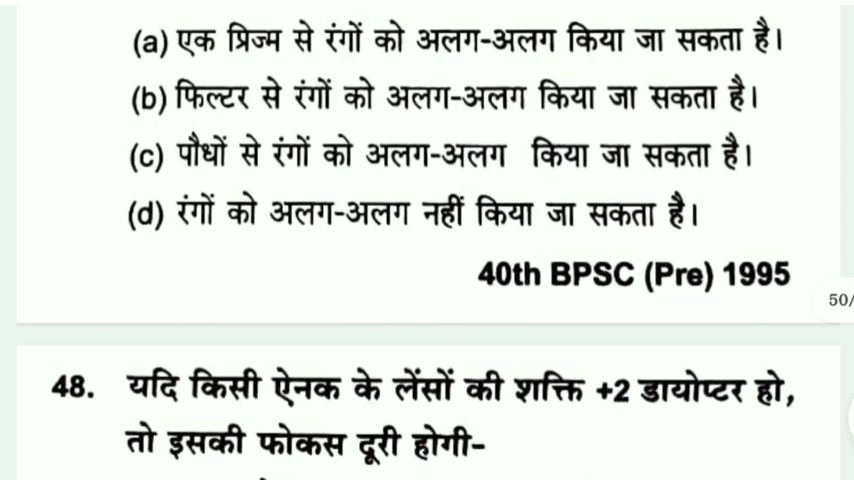 (a) एक प्रिज्म से रंगों को अलग-अलग किया जा सकता है।
(b) फिल्टर से रंगों को अलग-अलग किया जा सकता है।
(c) पौधों से रंगों को अलग-अलग किया जा सकता है।
(d) रंगों को अलग-अलग नहीं किया जा सकता है।
40th BPSC (Pre) 1995
50/
48. यदि किसी ऐनक के लेंसों की शक्ति +2 डायोप्टर हो,
तो इसकी फोकस दूरी होगी-